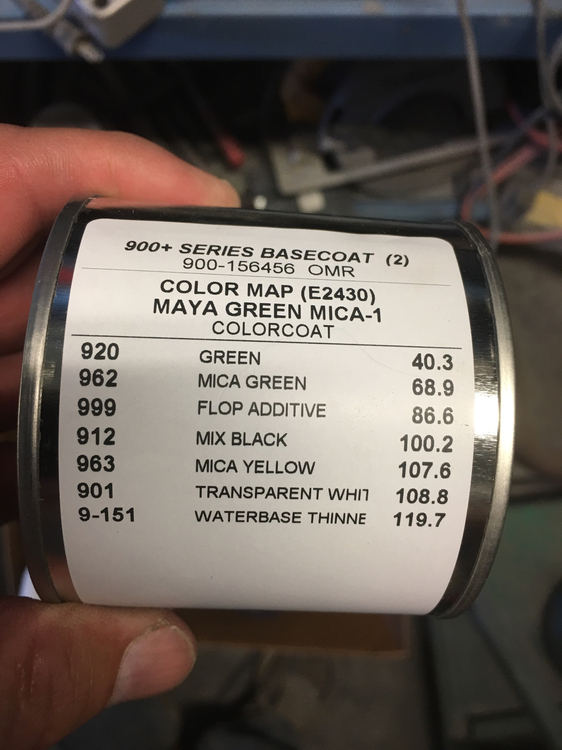 900+ SERIES BASECOAT (2)
900-156456 OMR
COLOR MAP (E2430)
MAYA GREEN MICA-1
COLORCOAT
920 GREEN 40.3
962 MICA GREEN 68.9
999 FLOP ADDITIVE 86.6
912 MIX BLACK 100.2
963 MICA YELLOW 107.6
901 TRANSPARENT WHIT 108.8
9-151 WATERBASE THINNE 119.7